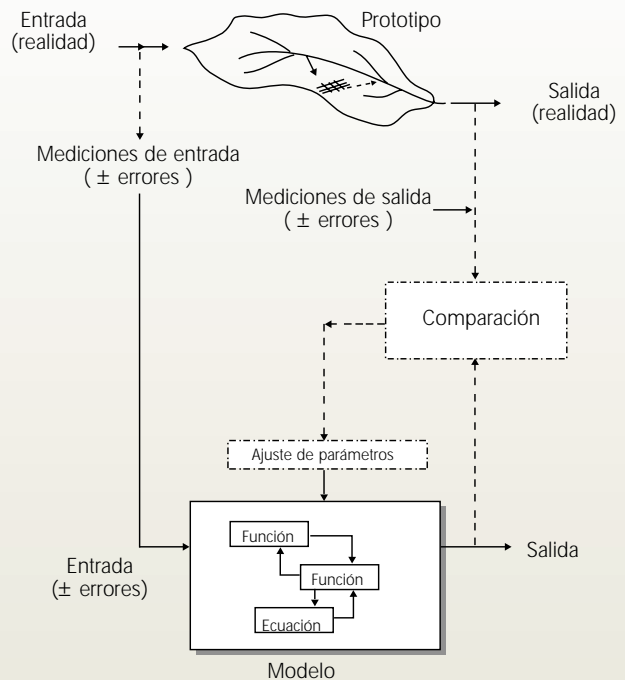 Entrada
(realidad)
Prototipo
Salida
(realidad)
Mediciones de entrada
( ± errores )
Mediciones de salida
( ± errores )
Comparación
Ajuste de parámetros
Función
Función
Ecuación
Entrada
(± errores)
Salida
Modelo